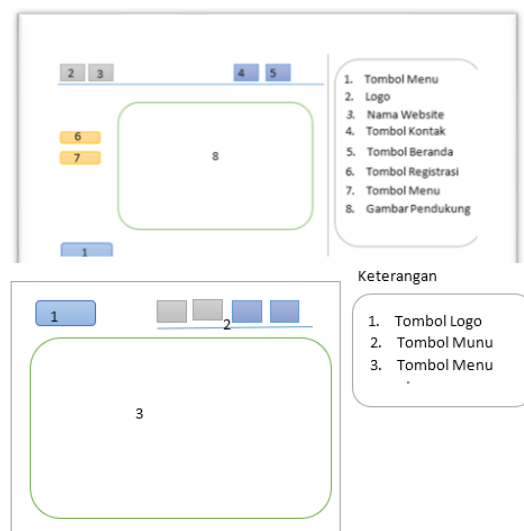 2 3 4 5
6
7
8
1
1. Tombol Menu
2. Logo
3. Nama Website
4. Tombol Kontak
5. Tombol Beranda
6. Tombol Registrasi
7. Tombol Menu
8. Gambar Pendukung
Keterangan
1
2
3
1. Tombol Logo
2. Tombol Munu
3. Tombol Menu